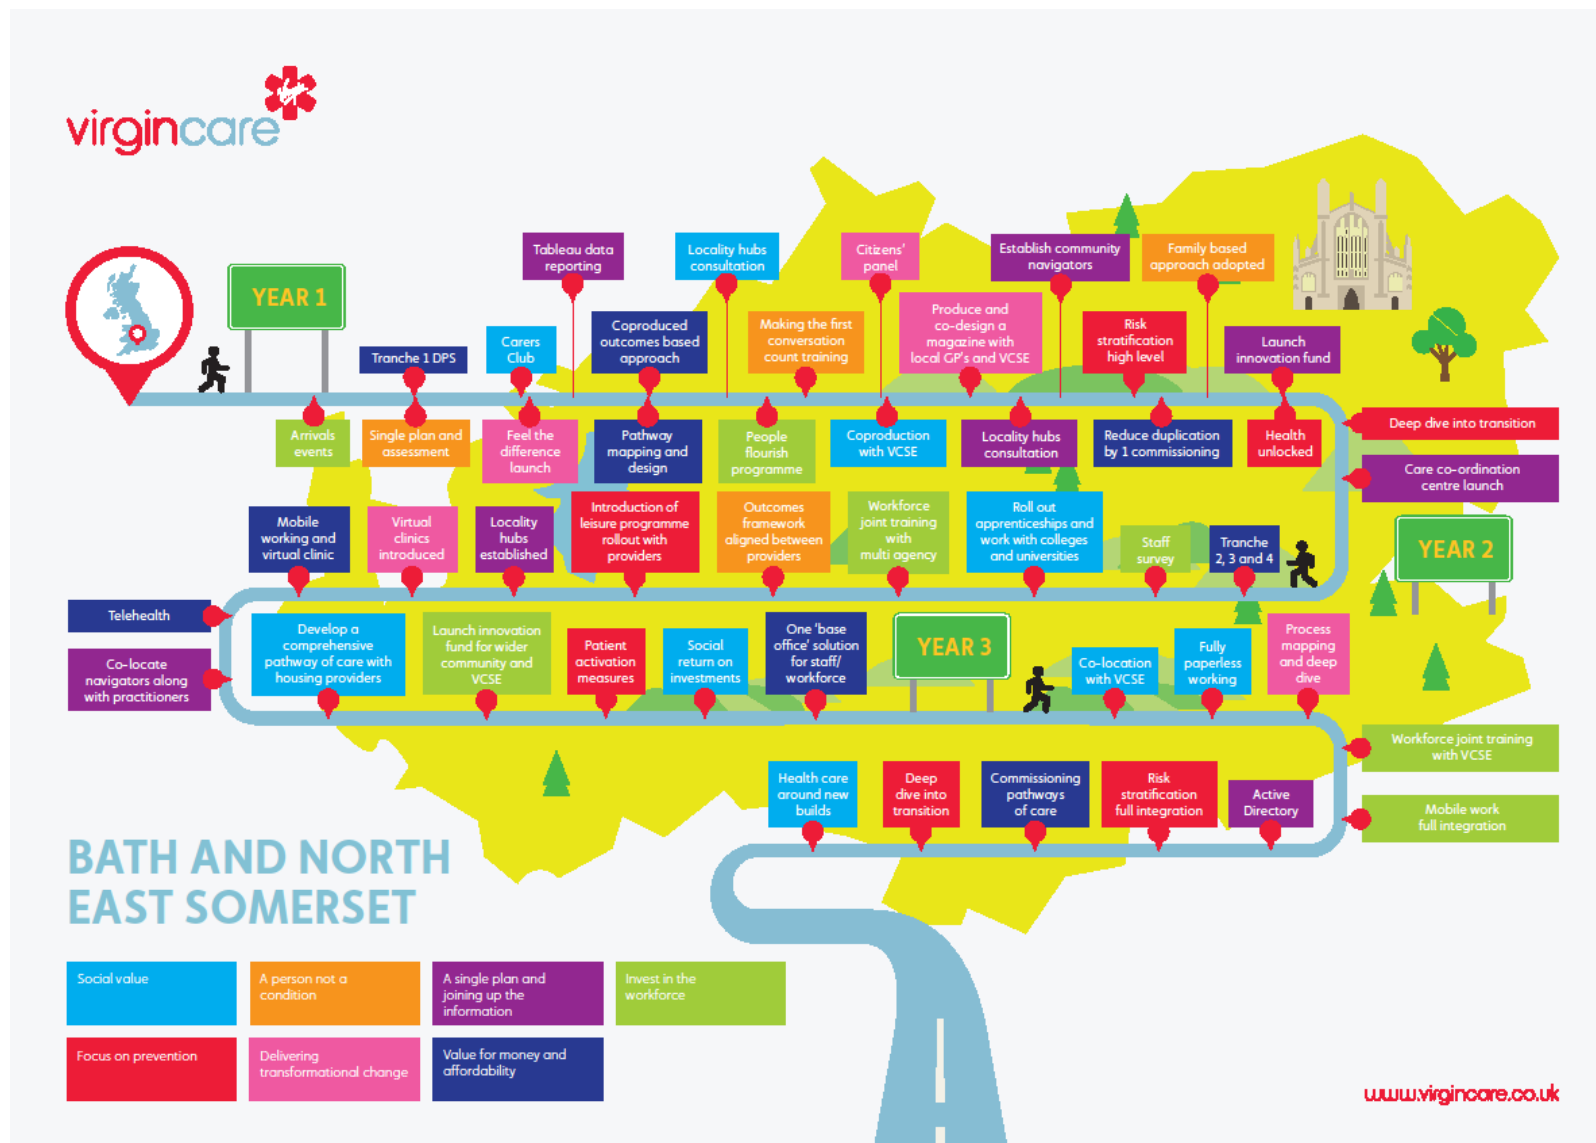 virgincare
Virgin
YEAR 1
Tableau data
reporting
Locality hubs
consultation
Citizens'
panel
Establish community
navigators
Family based
approach adopted
Tranche 1 DPS
Carers
Club
Coproduced
outcomes based
approach
Making the first
conversation
count training
Produce and
co-design a
magazine with
local GP's and VCSE
Risk
stratification
high level
Launch
innovation fund
Arrivals
events
Single plan and
assessment
Feel the
difference
launch
Pathway
mapping and
design
People
flourish
programme
Coproduction
with VCSE
Locality hubs
consultation
Reduce duplication
by 1 commissioning
Health
unlocked
Deep dive into transition
Care co-ordination
centre launch
YEAR 2
Mobile
working and
virtual clinic
Virtual
clinics
introduced
Locality
hubs
established
Introduction of
leisure programme
rollout with
providers
Outcomes
framework
aligned between
providers
Workforce
joint training
with
multi agency
Roll out
apprenticeships and
work with colleges
and universities
Staff
survey
Tranche
2, 3 and 4
Telehealth
Co-locate
navigators along
with practitioners
Develop a
comprehensive
pathway of care with
housing providers
Launch innovation
fund for wider
community and
VCSE
Patient
activation
measures
Social
return on
investments
One 'base
office' solution
for staff/
workforce
YEAR 3
Co-location
with VCSE
Fully
paperless
working
Process
mapping
and deep
dive
Workforce joint training
with VCSE
Mobile work
full integration
Health care
around new
builds
Deep
dive into
transition
Commissioning
pathways
of care
Risk
stratification
full integration
Active
Directory
BATH AND NORTH
EAST SOMERSET
Social value
A person not a
condition
A single plan and
joining up the
information
Invest in the
workforce
Focus on prevention
Delivering
transformational change
Value for money and
affordability
www.virgincare.co.uk